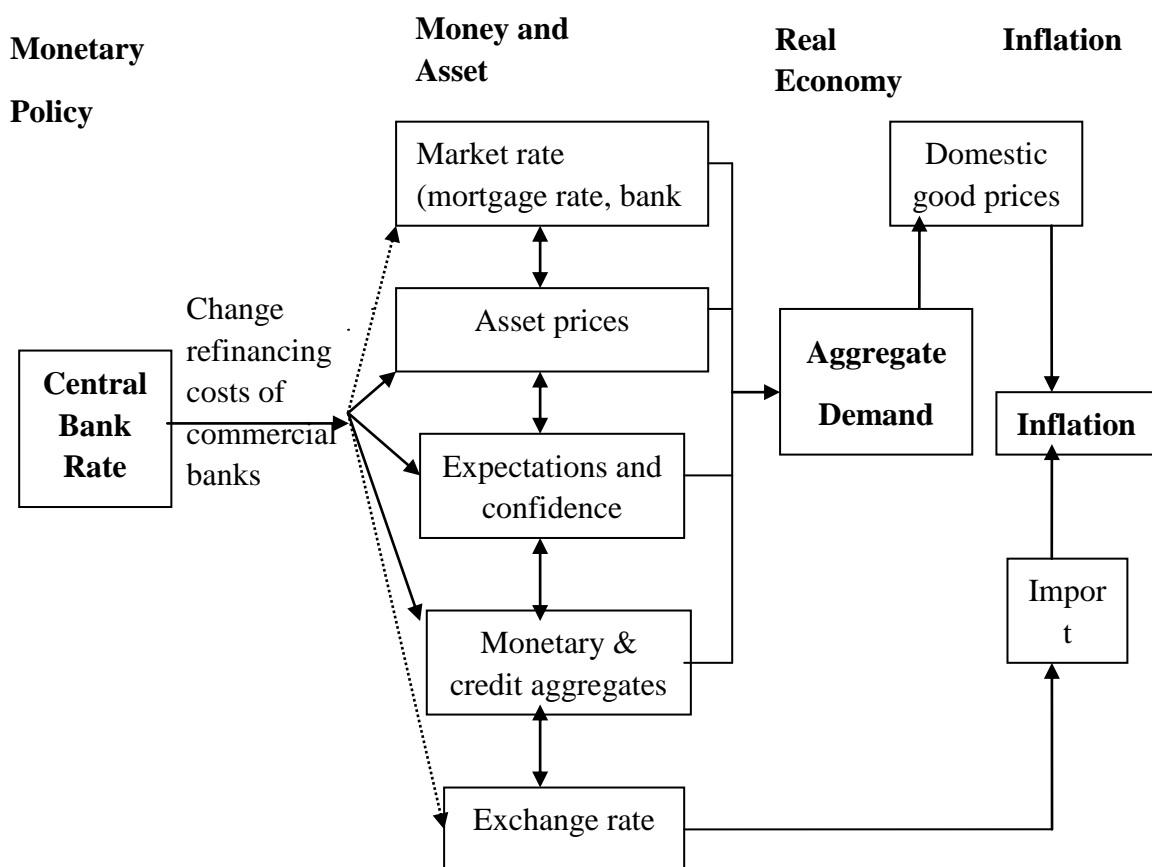 Monetary
Policy
Money and
Asset
Real
Economy
Inflation
Market rate
(mortgage rate, bank
Domestic
good prices
Change
refinancing
costs of
commercial
banks
Asset prices
Central
Bank
Rate
Aggregate
Demand
Inflation
Expectations and
confidence
Impor
t
Monetary &
credit aggregates
Exchange rate